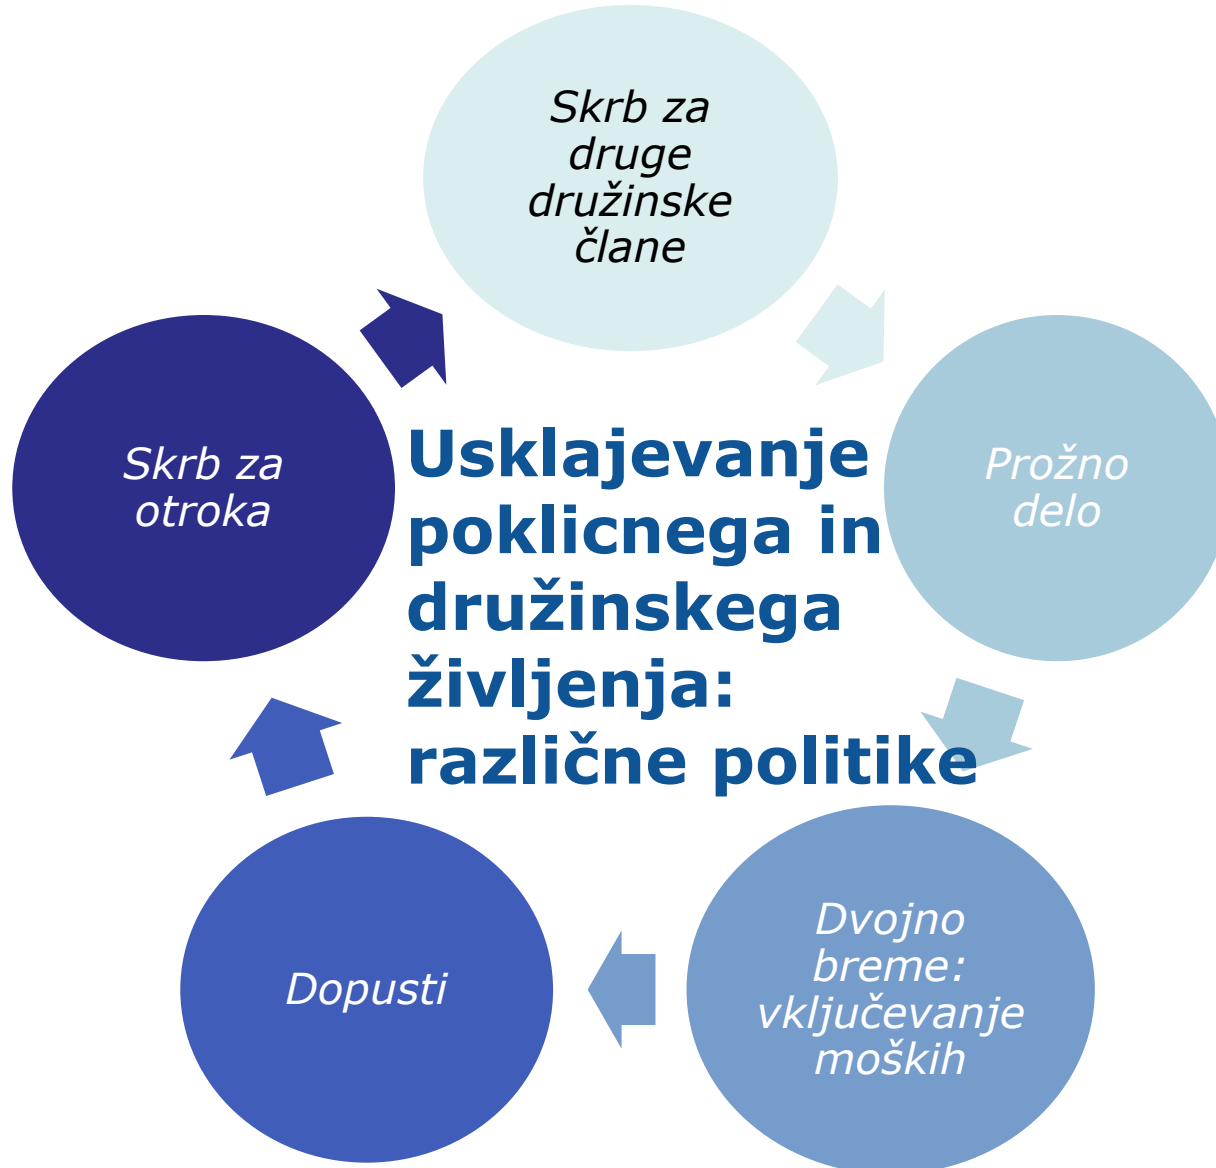 Skrb za
druge
družinske
člane
Skrb za
otroka
Usklajevanje
poklicnega in
družinskega
življenja:
različne politike
Prožno
delo
Dopusti
Dvojno
breme:
vključevanje
moških